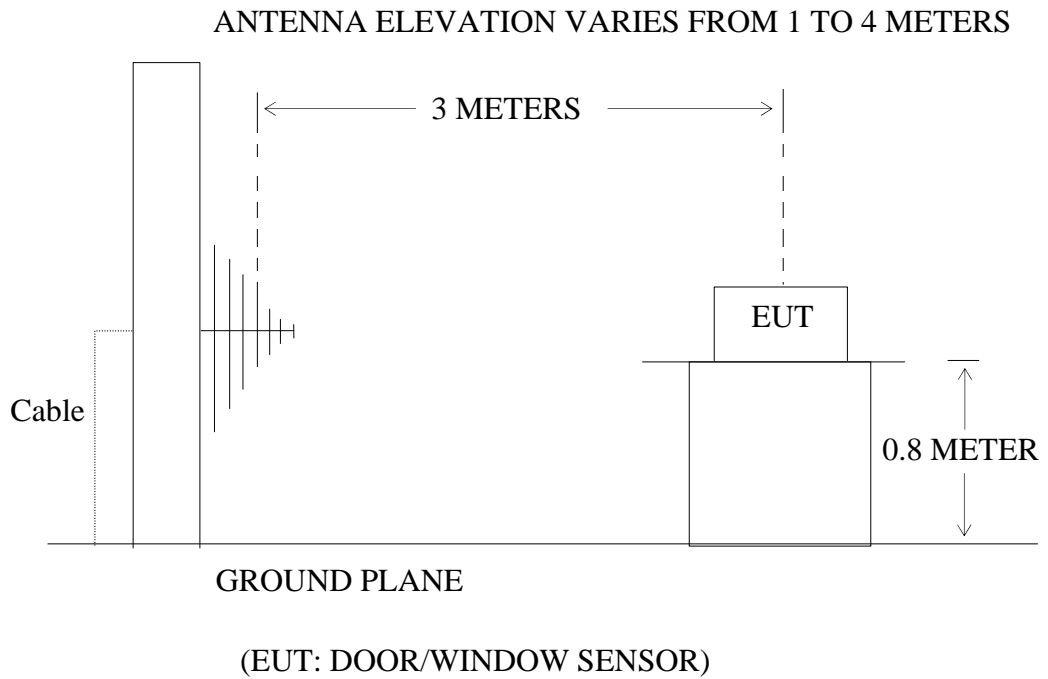 ANTENNA ELEVATION VARIES FROM 1 TO 4 METERS
3 METERS
EUT
Cable
0.8 METER
GROUND PLANE
(EUT: DOOR/WINDOW SENSOR)